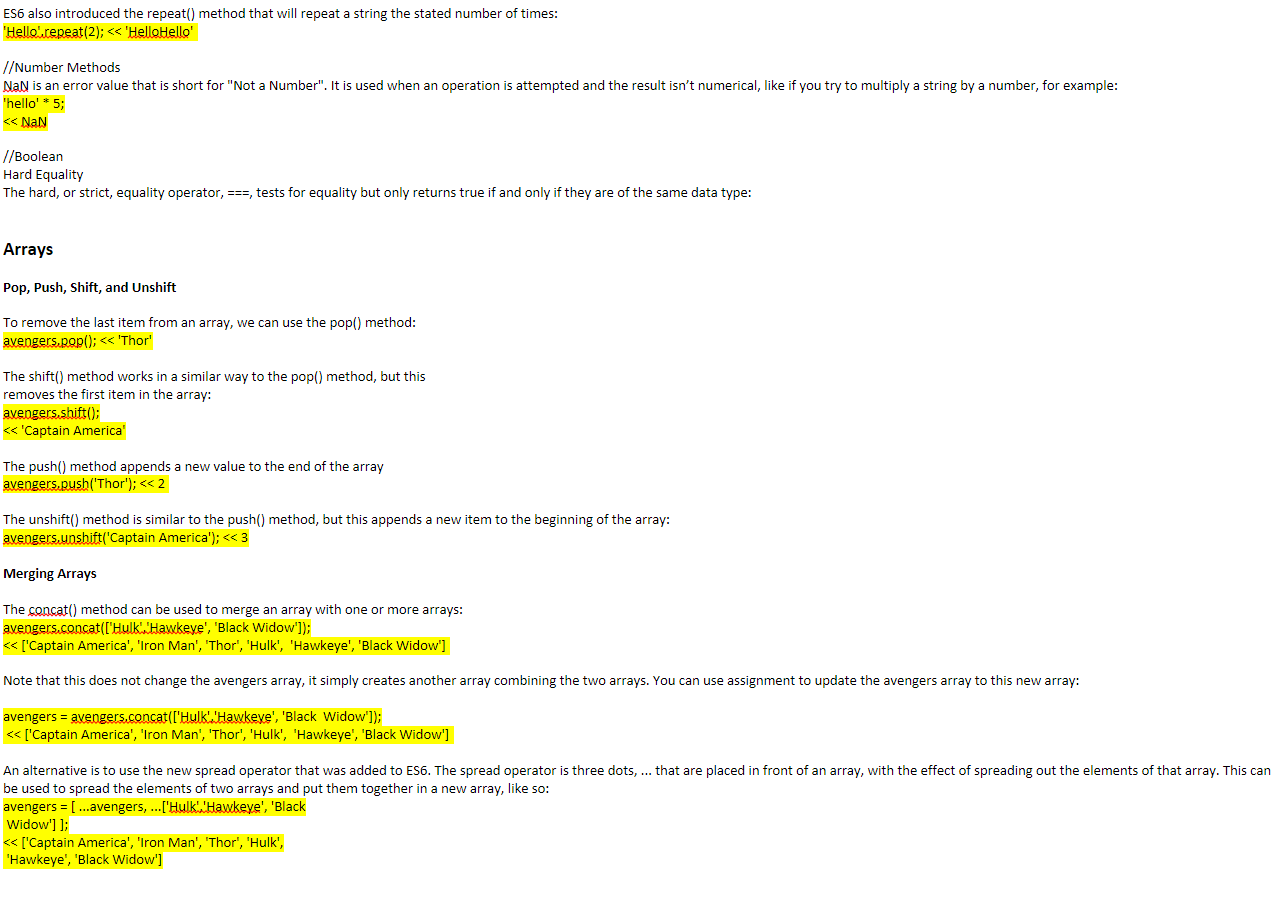 ES6 also introduced the repeat() method that will repeat a string the stated number of times:
'Hello'.repeat(2); << 'HelloHello'
//Number Methods
NaN is an error value that is short for "Not a Number". It is used when an operation is attempted and the result isn’t numerical, like if you try to multiply a string by a number, for example:
'hello' * 5;
<< NaN
//Boolean
Hard Equality
The hard, or strict, equality operator, ===, tests for equality but only returns true if and only if they are of the same data type:
Arrays
Pop, Push, Shift, and Unshift
To remove the last item from an array, we can use the pop() method:
avengers.pop(); << 'Thor'
The shift() method works in a similar way to the pop() method, but this
removes the first item in the array:
avengers.shift();
<< 'Captain America'
The push() method appends a new value to the end of the array
avengers.push('Thor'); << 2
The unshift() method is similar to the push() method, but this appends a new item to the beginning of the array:
avengers.unshift('Captain America'); << 3
Merging Arrays
The concat() method can be used to merge an array with one or more arrays:
avengers.concat(['Hulk','Hawkeye', 'Black Widow']);
<< ['Captain America', 'Iron Man', 'Thor', 'Hulk',  'Hawkeye', 'Black Widow']
Note that this does not change the avengers array, it simply creates another array combining the two arrays. You can use assignment to update the avengers array to this new array:
avengers = avengers.concat(['Hulk','Hawkeye', 'Black  Widow']);
<< ['Captain America', 'Iron Man', 'Thor', 'Hulk',  'Hawkeye', 'Black Widow']
An alternative is to use the new spread operator that was added to ES6. The spread operator is three dots, ... that are placed in front of an array, with the effect of spreading out the elements of that array. This can
be used to spread the elements of two arrays and put them together in a new array, like so:
avengers = [ ...avengers, ...['Hulk','Hawkeye', 'Black
Widow'] ];
<< ['Captain America', 'Iron Man', 'Thor', 'Hulk',
'Hawkeye', 'Black Widow']